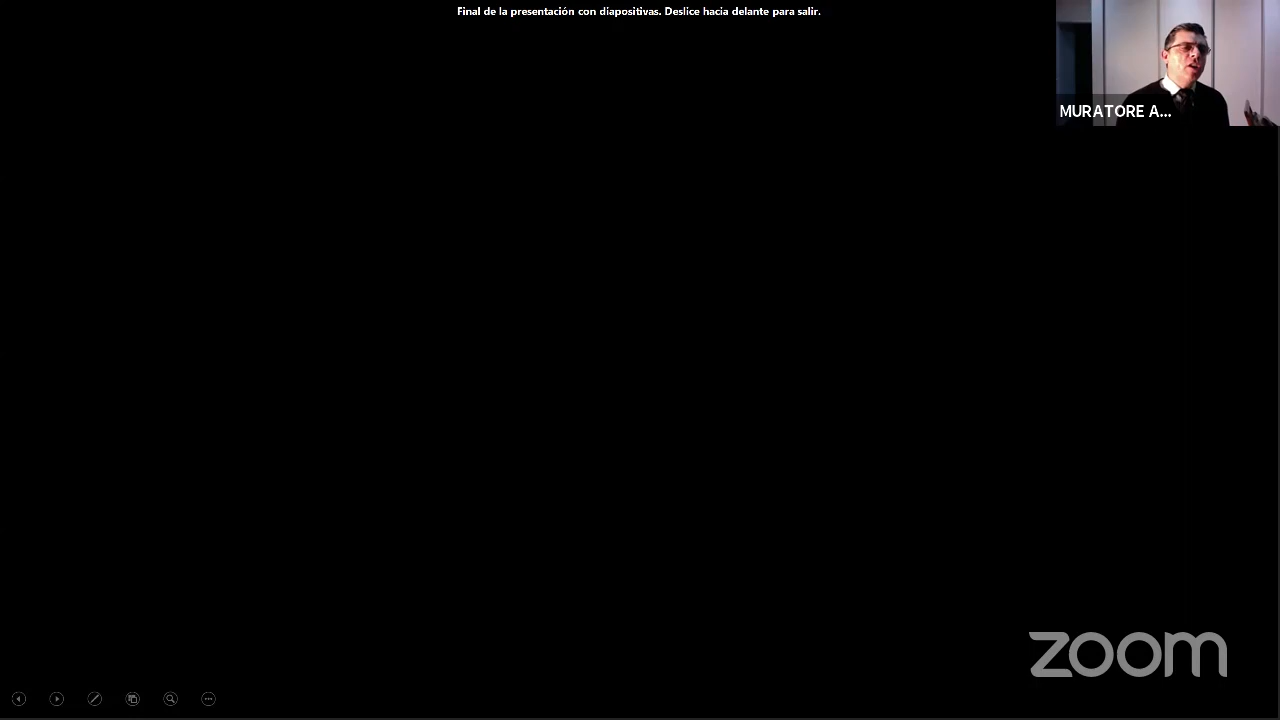 Final de la presentación con diapositivas. Deslice hacia delante para salir.
MURATORE A...
zoom